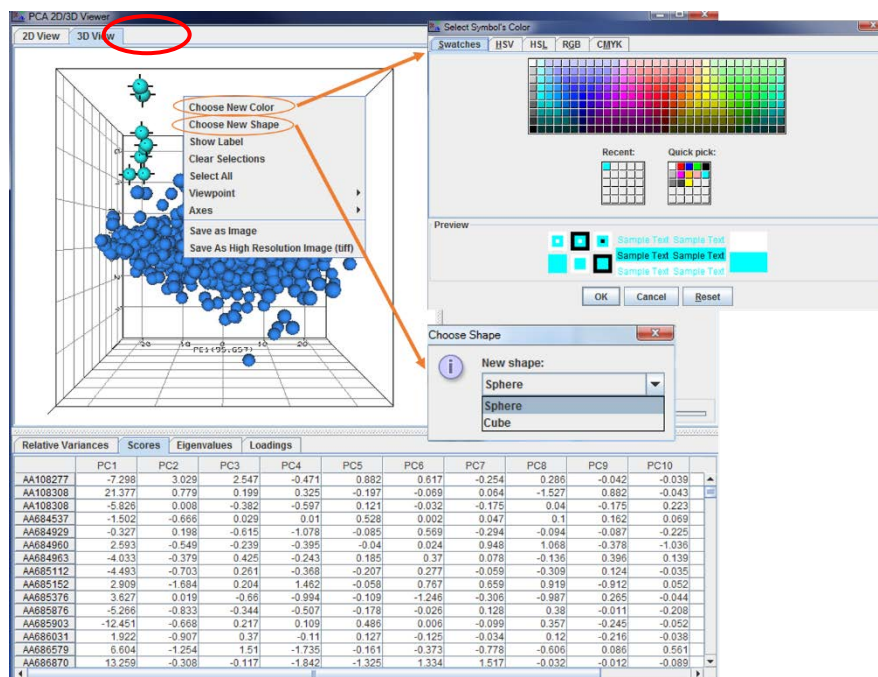 PCA 2D/3D Viewer
2D View 3D View
Choose New Color
Choose New Shape
Show Label
Clear Selections
Select All
Viewpoint
Axes
Save as Image
Save As High Resolution Image (tiff)
Select Symbol's Color
Swatches HSV HSL RGB CMYK
Recent: Quick pick:
Preview
Sample Text Sample Text
Sample Text Sample Text
Sample Text Sample Text
OK Cancel Reset
Choose Shape
New shape:
Sphere
Sphere
Cube
Relative Variances Scores Eigenvalues Loadings
PC1 PC2 PC3 PC4 PC5 PC6 PC7 PC8 PC9 PC10
AA108277 -7.298 3.029 2.547 -0.471 0.882 0.617 -0.254 0.286 -0.042 -0.039
AA108308 21.377 0.779 0.199 0.325 -0.197 -0.069 0.064 -1.527 0.882 -0.043
AA108308 -5.826 0.008 -0.382 -0.597 0.121 -0.032 -0.175 0.04 -0.175 0.223
AA684537 -1.502 -0.666 0.029 0.01 0.528 0.002 0.047 0.1 0.162 0.069
AA684929 -0.327 0.198 -0.615 -1.078 -0.085 0.569 -0.294 -0.094 -0.087 -0.225
AA684960 2.593 -0.549 -0.239 -0.395 -0.04 0.024 0.948 1.068 -0.378 -1.036
AA684963 -4.033 -0.379 0.425 -0.243 0.185 0.37 0.078 -0.136 0.396 0.139
AA685112 -4.493 -0.703 0.261 -0.368 -0.207 0.277 -0.059 -0.309 0.124 -0.035
AA685152 2.909 -1.684 0.204 1.462 -0.058 0.767 0.659 0.919 -0.912 0.052
AA685376 3.627 0.019 -0.66 -0.994 -0.109 -1.246 -0.306 -0.987 0.265 -0.044
AA685876 -5.266 -0.833 -0.344 -0.507 -0.178 -0.026 0.128 0.38 -0.011 -0.208
AA685903 -12.451 -0.668 0.217 0.109 0.486 0.006 -0.099 0.357 -0.245 -0.052
AA686031 1.922 -0.907 0.37 -0.11 0.127 -0.125 -0.034 0.12 -0.216 -0.038
AA686579 6.604 -1.254 1.51 -1.735 -0.161 -0.373 -0.778 -0.606 0.086 0.561
AA686870 13.259 -0.308 -0.117 -1.842 -1.325 1.334 1.517 -0.032 -0.012 -0.089